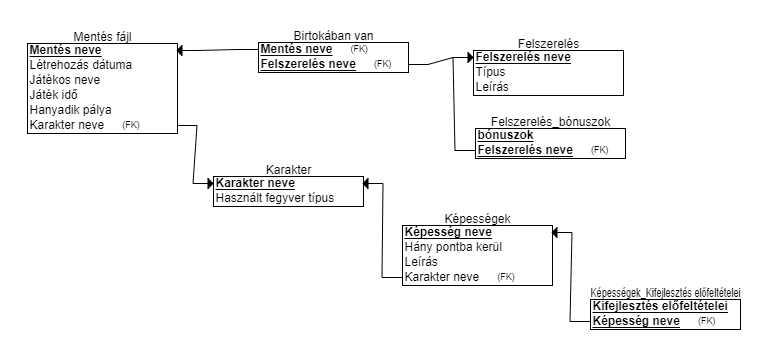 Mentés fájl
Mentés neve
Létrehozás dátuma
Játékos neve
Játék idő
Hanyadik pálya
Karakter neve (FK)
Birtokában van
Mentés neve (FK)
Felszerelés neve (FK)
Felszerelés
Felszerelés neve
Típus
Leírás
Felszerelés_bónuszok
bónuszok
Felszerelés neve (FK)
Karakter
Karakter neve
Használt fegyver típus
Képességek
Képesség neve
Hány pontba kerül
Leírás
Karakter neve (FK)
Képességek_Kifejlesztés előfeltételei
Kifejlesztés előfeltételei
Képesség neve (FK)